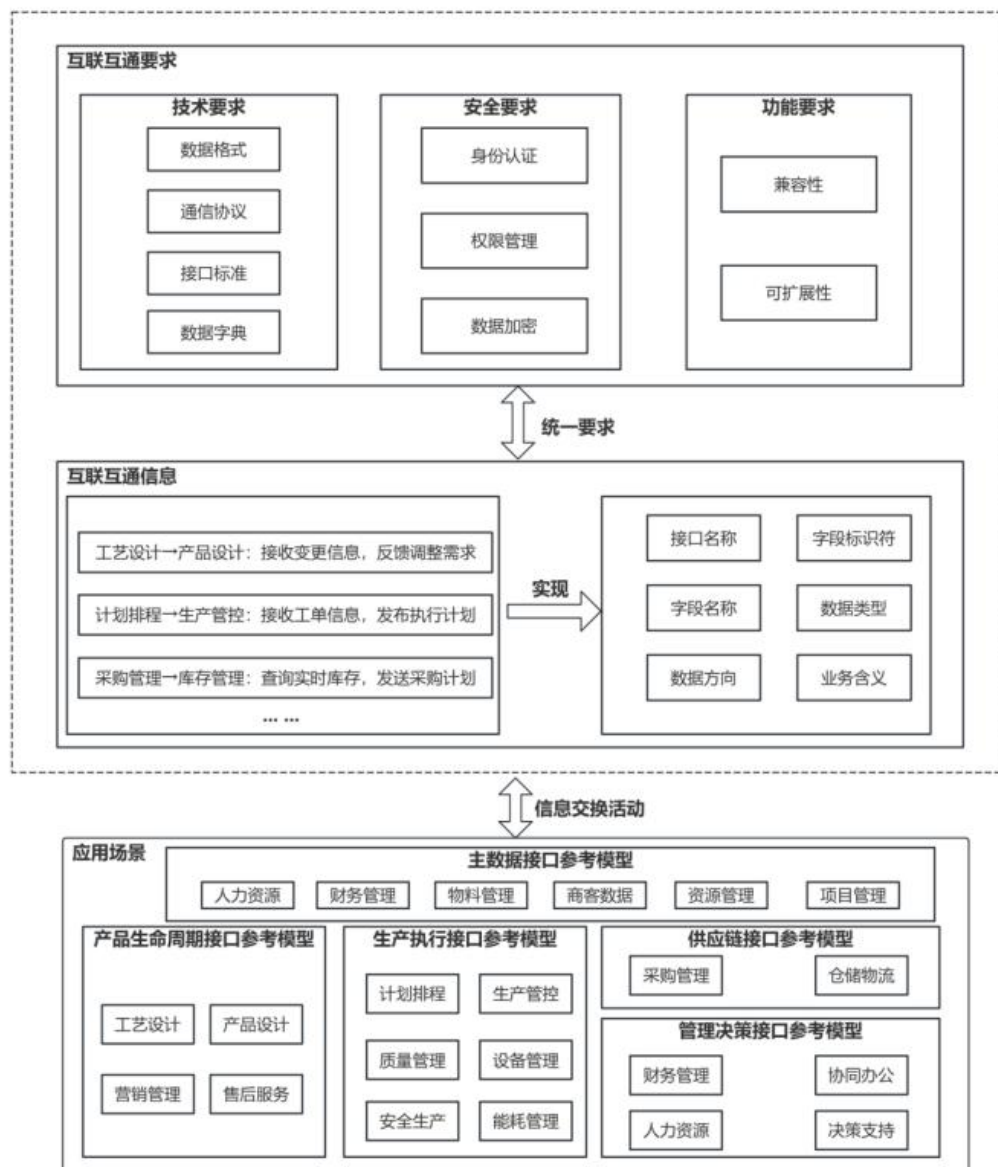 互联互通要求
技术要求
数据格式
通信协议
接口标准
数据字典
安全要求
身份认证
权限管理
数据加密
功能要求
兼容性
可扩展性
统一要求
互联互通信息
工艺设计→产品设计：接收变更信息，反馈调整需求
计划排程→生产管控：接收工单信息，发布执行计划
采购管理→库存管理：查询实时库存，发送采购计划
... ...
实现
接口名称 字段标识符
字段名称 数据类型
数据方向 业务含义
信息交换活动
应用场景
主数据接口参考模型
人力资源 财务管理 物料管理 商客数据 资源管理 项目管理
产品生命周期接口参考模型
工艺设计 产品设计
营销管理 售后服务
生产执行接口参考模型
计划排程 生产管控
质量管理 设备管理
安全生产 能耗管理
供应链接口参考模型
采购管理 仓储物流
管理决策接口参考模型
财务管理 协同办公
人力资源 决策支持